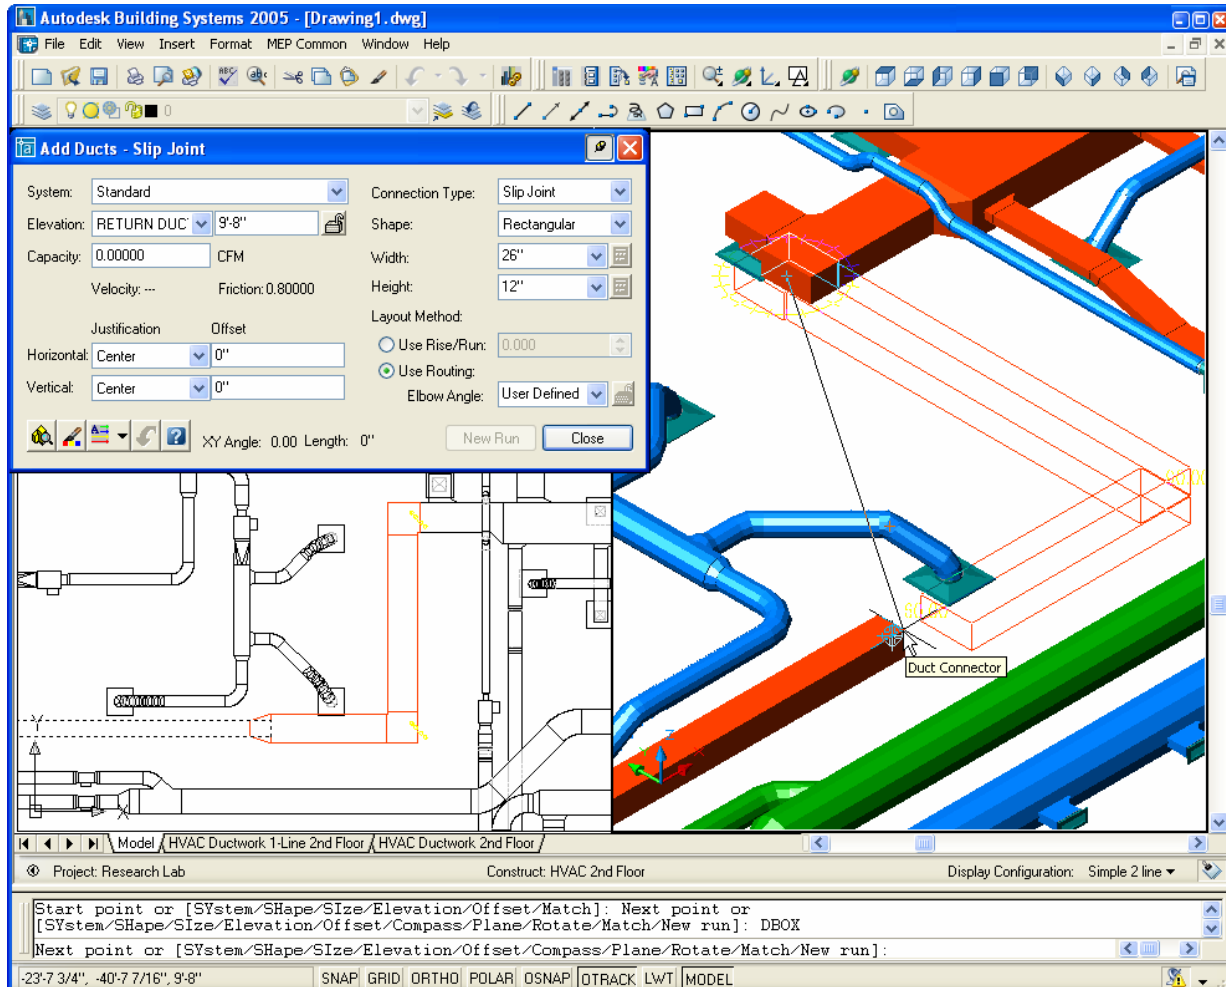 Autodesk Building Systems 2005 - [Drawing1.dwg]
File Edit View Insert Format MEP Common Window Help
ABC
0
Add Ducts - Slip Joint
System: Standard
Connection Type: Slip Joint
Elevation: RETURN DUC 9'-8"
Shape: Rectangular
Capacity: 0.00000 CFM
Width: 26"
Velocity: --- Friction: 0.80000
Height: 12"
Layout Method:
Justification Offset
Use Rise/Run: 0.000
Horizontal: Center 0"
Use Routing:
Vertical: Center 0"
Elbow Angle: User Defined
XY Angle: 0.00 Length: 0"
New Run Close
Duct Connector
Y
X
Z
Y
X
Model HVAC Ductwork 1-Line 2nd Floor HVAC Ductwork 2nd Floor
Project: Research Lab Construct: HVAC 2nd Floor Display Configuration: Simple 2 line
Start point or [SYstem/SHape/SIze/Elevation/Offset/Match]: Next point or
[SYstem/SHape/SIze/Elevation/Offset/Compass/Plane/Rotate/Match/New run]: DBOX
Next point or [SYstem/SHape/SIze/Elevation/Offset/Compass/Plane/Rotate/Match/New run]:
-23'-7 3/4", -40'-7 7/16", 9'-8" SNAP GRID ORTHO POLAR OSNAP OTRACK LWT MODEL